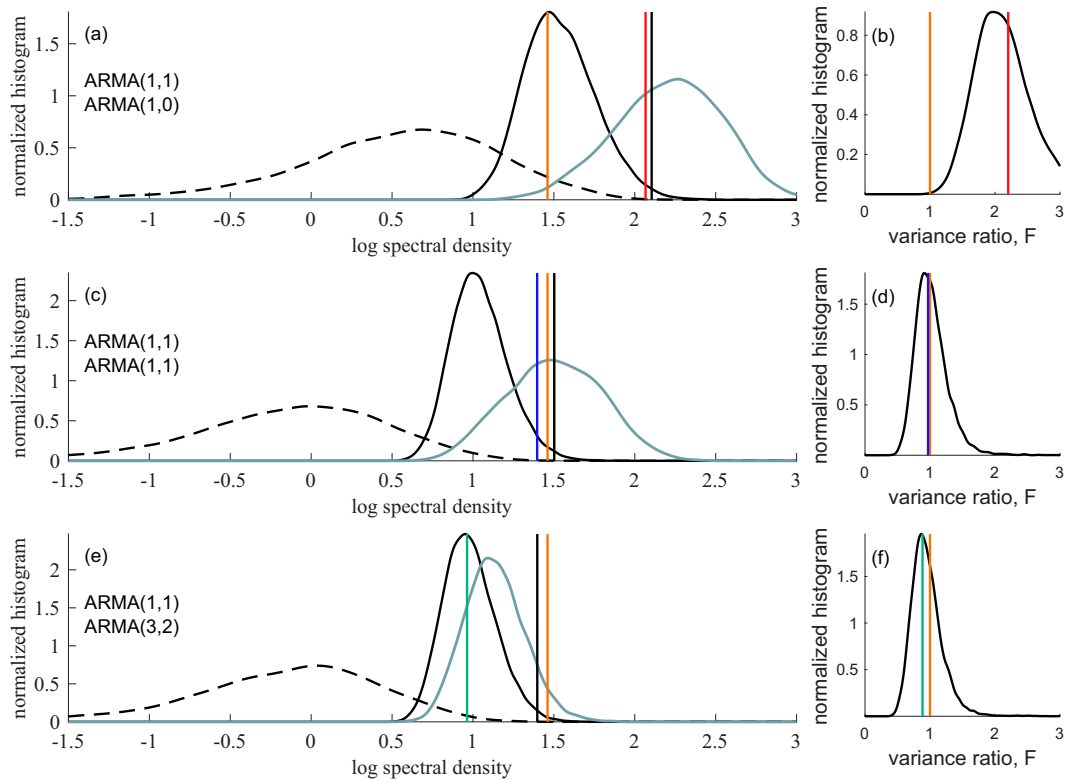 (a)
ARMA(1,1)
ARMA(1,0)
normalized histogram
0
0.5
1
1.5
-1.5 -1 -0.5 0 0.5 1 1.5 2 2.5 3
log spectral density
(b)
normalized histogram
0.2
0.4
0.6
0.8
0 1 2 3
variance ratio, F
(c)
ARMA(1,1)
ARMA(1,1)
normalized histogram
0
0.5
1
1.5
2
-1.5 -1 -0.5 0 0.5 1 1.5 2 2.5 3
log spectral density
(d)
normalized histogram
0.5
1
1.5
0 1 2 3
variance ratio, F
(e)
ARMA(1,1)
ARMA(3,2)
normalized histogram
0
0.5
1
1.5
2
-1.5 -1 -0.5 0 0.5 1 1.5 2 2.5 3
log spectral density
(f)
normalized histogram
0.5
1
1.5
0 1 2 3
variance ratio, F